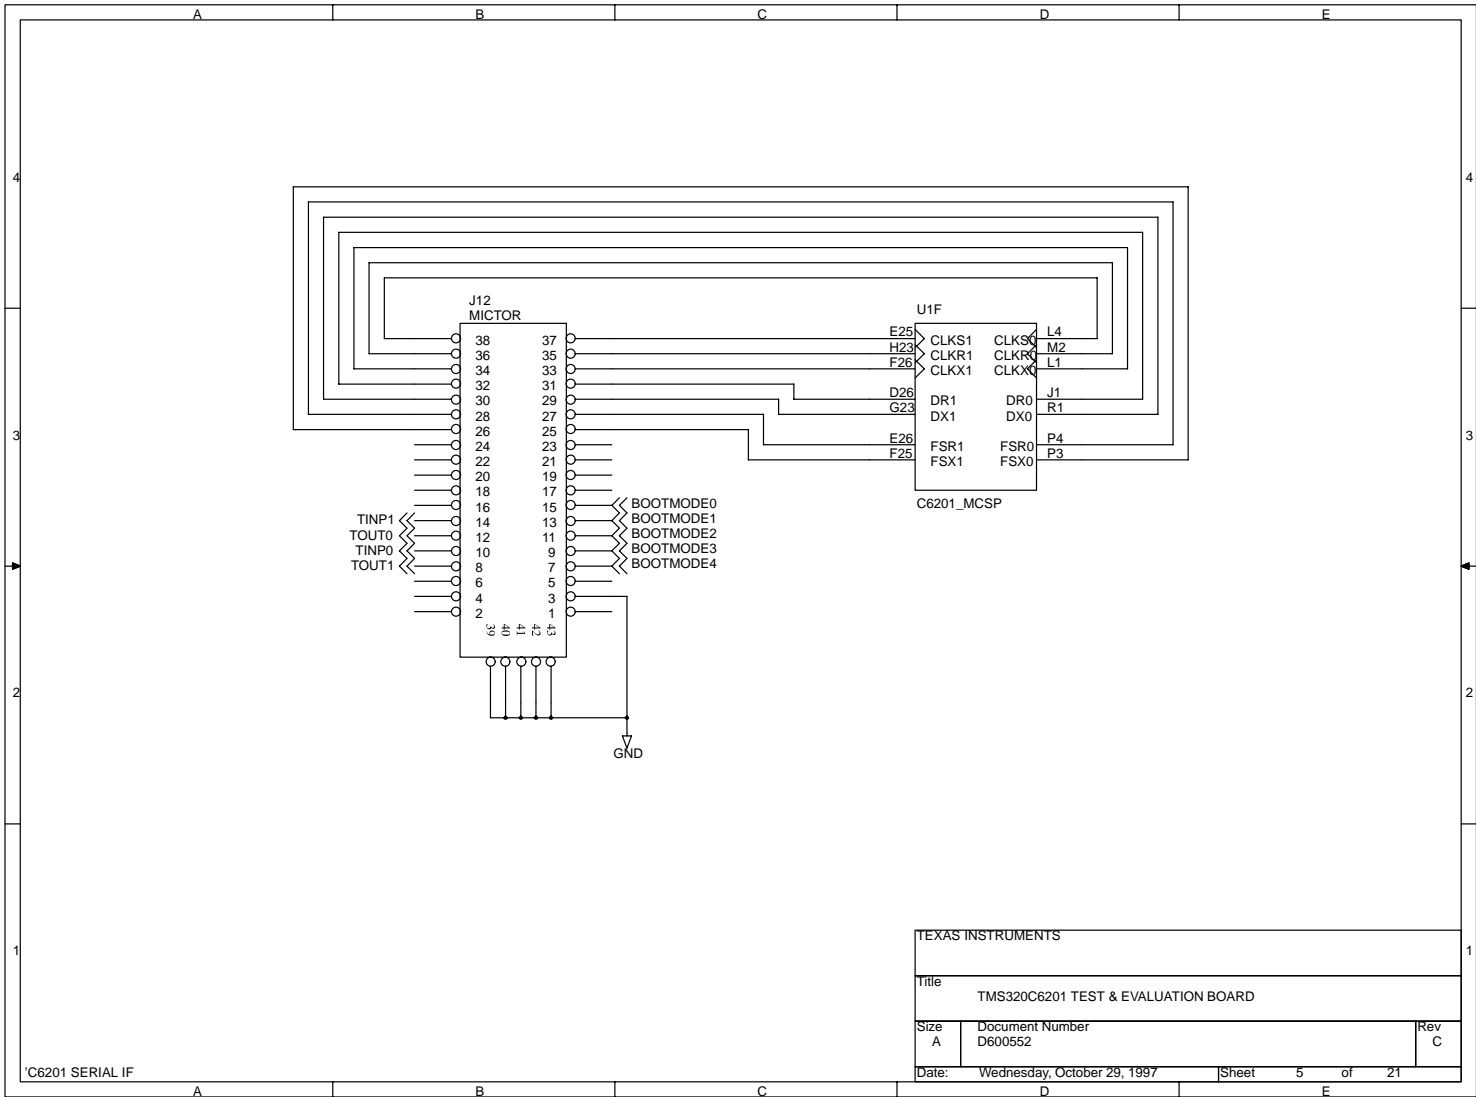 A B C D E
4 4
J12
MICTOR
U1F
38 37 E25 CLKS1 CLKS0 L4
36 35 H23 CLKR1 CLKR0 M2
34 33 F26 CLKX1 CLKX0 L1
32 31
30 29 D26 DR1 DR0 J1
28 27 G23 DX1 DX0 R1
26 25
24 23 E26 FSR1 FSR0 P4
22 21 F25 FSX1 FSX0 P3
3 3
20 19
18 17
16 15 BOOTMODE0
C6201_MCSP
TINP1 14 13 BOOTMODE1
TOUT0 12 11 BOOTMODE2
TINP0 10 9 BOOTMODE3
TOUT1 8 7 BOOTMODE4
6 5
4 3
2 1
39 40 41 42 43
2 2
GND
1 1
TEXAS INSTRUMENTS
Title
TMS320C6201 TEST & EVALUATION BOARD
Size Document Number Rev
A D600552 C
Date: Wednesday, October 29, 1997 Sheet 5 of 21
'C6201 SERIAL IF
A B C D E